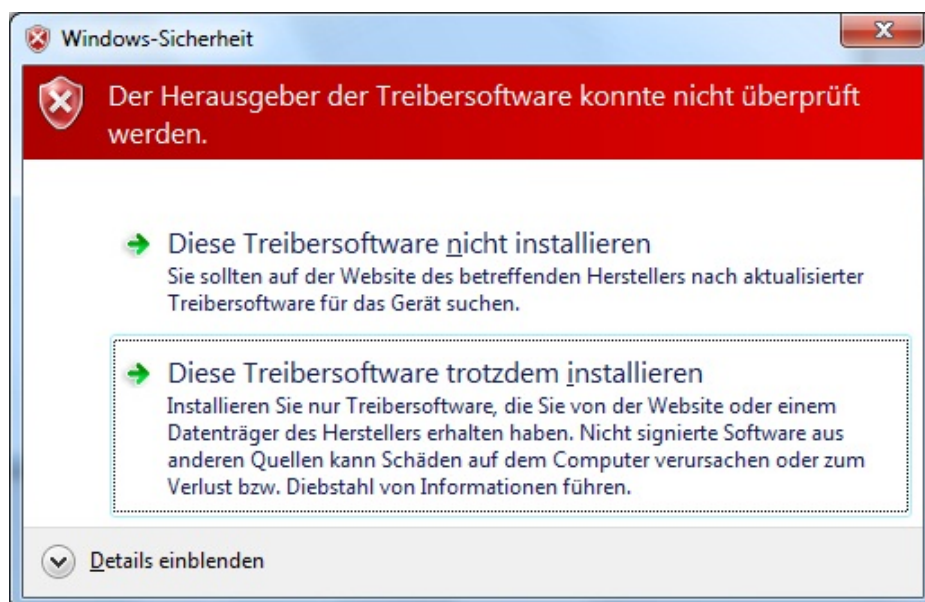 Windows-Sicherheit
Der Herausgeber der Treibersoftware konnte nicht überprüft
werden.
Diese Treibersoftware nicht installieren
Sie sollten auf der Website des betreffenden Herstellers nach aktualisierter
Treibersoftware für das Gerät suchen.
Diese Treibersoftware trotzdem installieren
Installieren Sie nur Treibersoftware, die Sie von der Website oder einem
Datenträger des Herstellers erhalten haben. Nicht signierte Software aus
anderen Quellen kann Schäden auf dem Computer verursachen oder zum
Verlust bzw. Diebstahl von Informationen führen.
Details einblenden